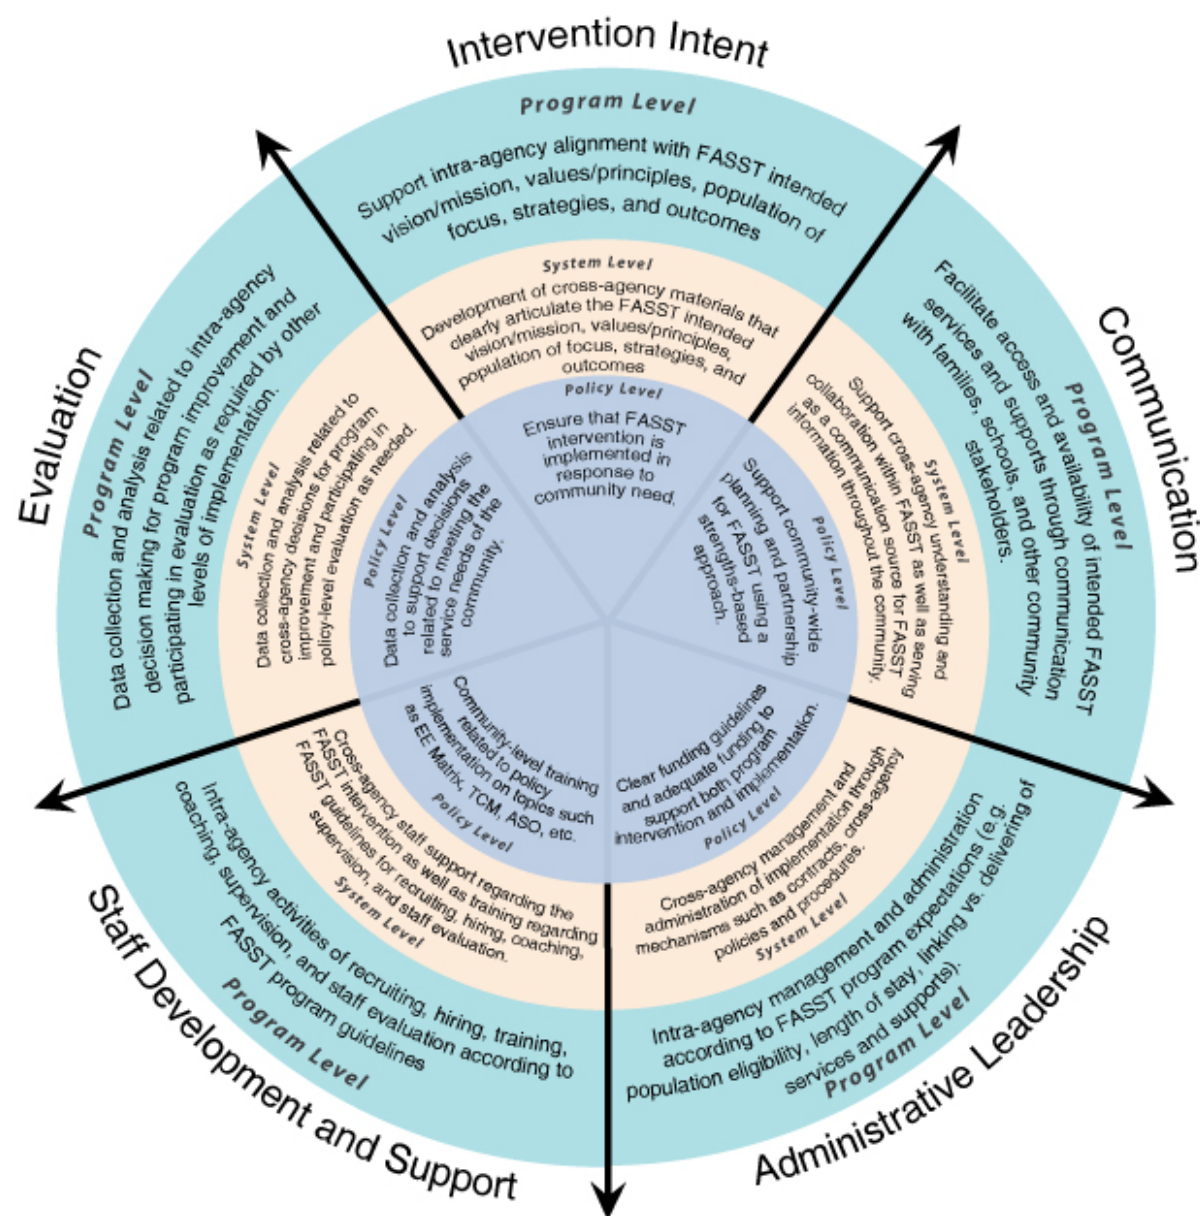 Intervention Intent
Program Level
Support intra-agency alignment with FASST intended
vision/mission, values/principles, population of
focus, strategies, and outcomes
System Level
Development of cross-agency materials that
clearly articulate the FASST intended
vision/mission, values/principles,
population of focus, strategies, and
outcomes
Policy Level
Ensure that FASST
intervention is
implemented in
response to
community need.
Communication
Program Level
Facilitate access and availability of intended FASST
services and supports through communication
with families, schools, and other community
stakeholders.
System Level
Support cross-agency understanding and
collaboration within FASST as well as serving
as a communication source for FASST
information throughout the community.
Policy Level
Support community-wide
planning and partnership
for FASST using a
strengths-based
approach.
Administrative Leadership
Clear funding guidelines
and adequate funding to
support both program
intervention and implementation.
Policy Level
Cross-agency management and
administration of implementation through
mechanisms such as contracts, cross-agency
policies and procedures.
System Level
Intra-agency management and administration
according to FASST program expectations (e.g.
population eligibility, length of stay, linking vs. delivering of
services and supports).
Program Level
Staff Development and Support
Community-level training
related to policy
implementation on topics such
as EE Matrix, TCM, ASO, etc.
Policy Level
Cross-agency staff support regarding the
FASST intervention as well as training regarding
FASST guidelines for recruiting, hiring, coaching,
supervision, and staff evaluation.
System Level
Intra-agency activities of recruiting, hiring, training,
coaching, supervision, and staff evaluation according to
FASST program guidelines
Program Level
Evaluation
Program Level
Data collection and analysis related to intra-agency
decision making for program improvement and
participating in evaluation as required by other
levels of implementation.
System Level
Data collection and analysis related to
cross-agency decisions for program
improvement and participating in
policy-level evaluation as needed.
Policy Level
Data collection and analysis
to support decisions
related to meeting the
service needs of the
community.